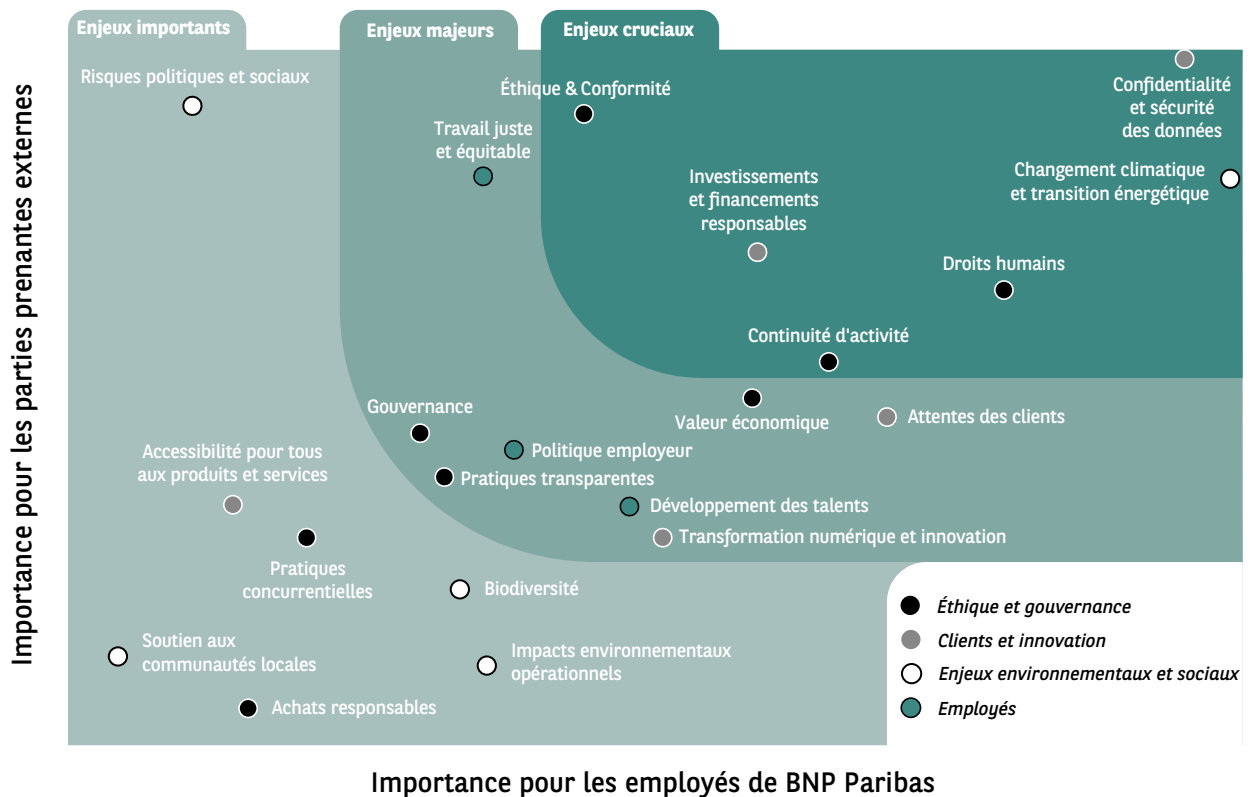 Enjeux importants
Enjeux majeurs
Enjeux cruciaux
Importance pour les parties prenantes externes
Risques politiques et sociaux
Éthique & Conformité
Confidentialité
et sécurité
des données
Travail juste
et équitable
Investissements
et financements
responsables
Changement climatique
et transition énergétique
Droits humains
Continuité d'activité
Gouvernance
Valeur économique
Attentes des clients
Accessibilité pour tous
aux produits et services
Politique employeur
Pratiques transparentes
Développement des talents
Transformation numérique et innovation
Pratiques
concurrentielles
Biodiversité
Soutien aux
communautés locales
Impacts environnementaux
opérationnels
Achats responsables
Éthique et gouvernance
Clients et innovation
Enjeux environnementaux et sociaux
Employés
Importance pour les employés de BNP Paribas